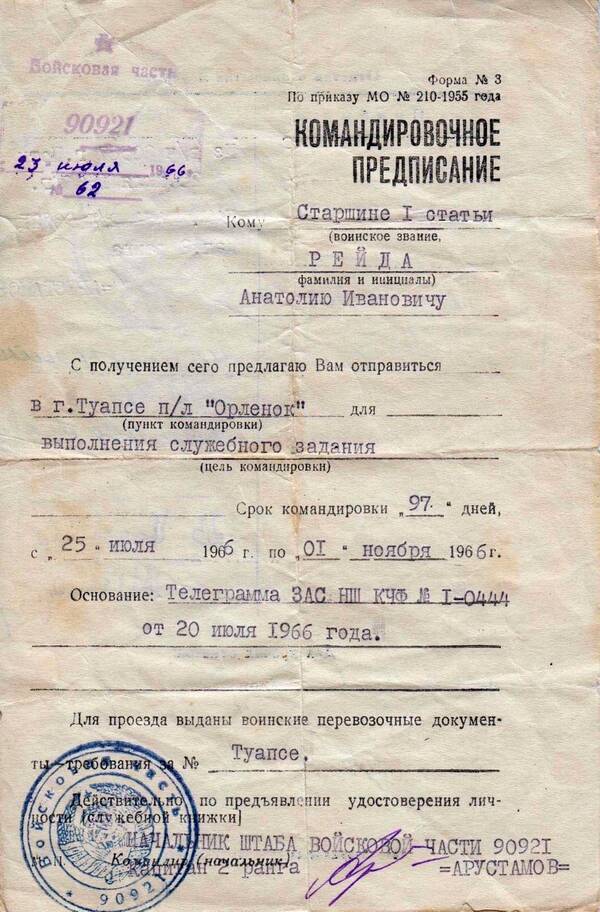 Войсковая часть
90921
23 июля 1966
№ 62
Форма № 3
По приказу МО № 210-1955 года
КОМАНДИРОВОЧНОЕ
ПРЕДПИСАНИЕ
Кому Старшине I статьи
(воинское звание,
РЕЙДА
фамилия и инициалы)
Анатолию Ивановичу
С получением сего предлагаю Вам отправиться
в г.Туапсе п/л "Орленок" для
(пункт командировки)
выполнения служебного задания
(цель командировки)
Срок командировки „97" дней,
с „25" июля 1966 г. по „01" ноября 1966г.
Основание: Телеграмма ЗАС НШ КЧФ № I-0444
от 20 июля 1966 года.
Для проезда выданы воинские перевозочные докумен-
ты—требования за № Туапсе.
Действительно по предъявлении удостоверения лич-
ности (служебной книжки)
НАЧАЛЬНИК ШТАБА ВОЙСКОВОЙ ЧАСТИ 90921
Командир (начальник)
капитан 2 ранга =АРУСТАМОВ=
Войсковая часть
* 90921 *